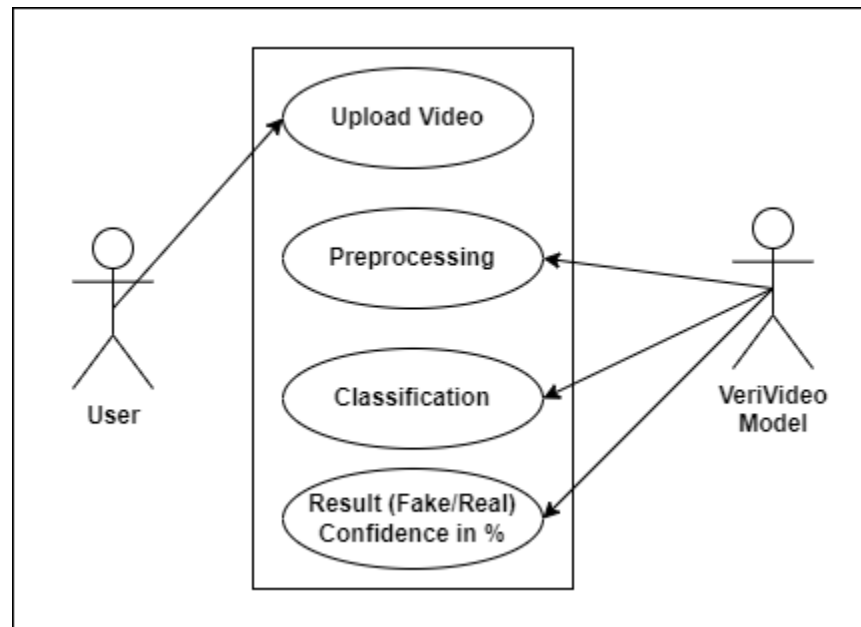 Upload Video
Preprocessing
Classification
Result (Fake/Real)
Confidence in %
User
VeriVideo
Model